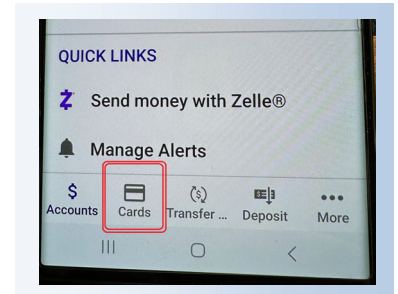 QUICK LINKS
Send money with Zelle®
Manage Alerts
Accounts Cards Transfer ... Deposit More